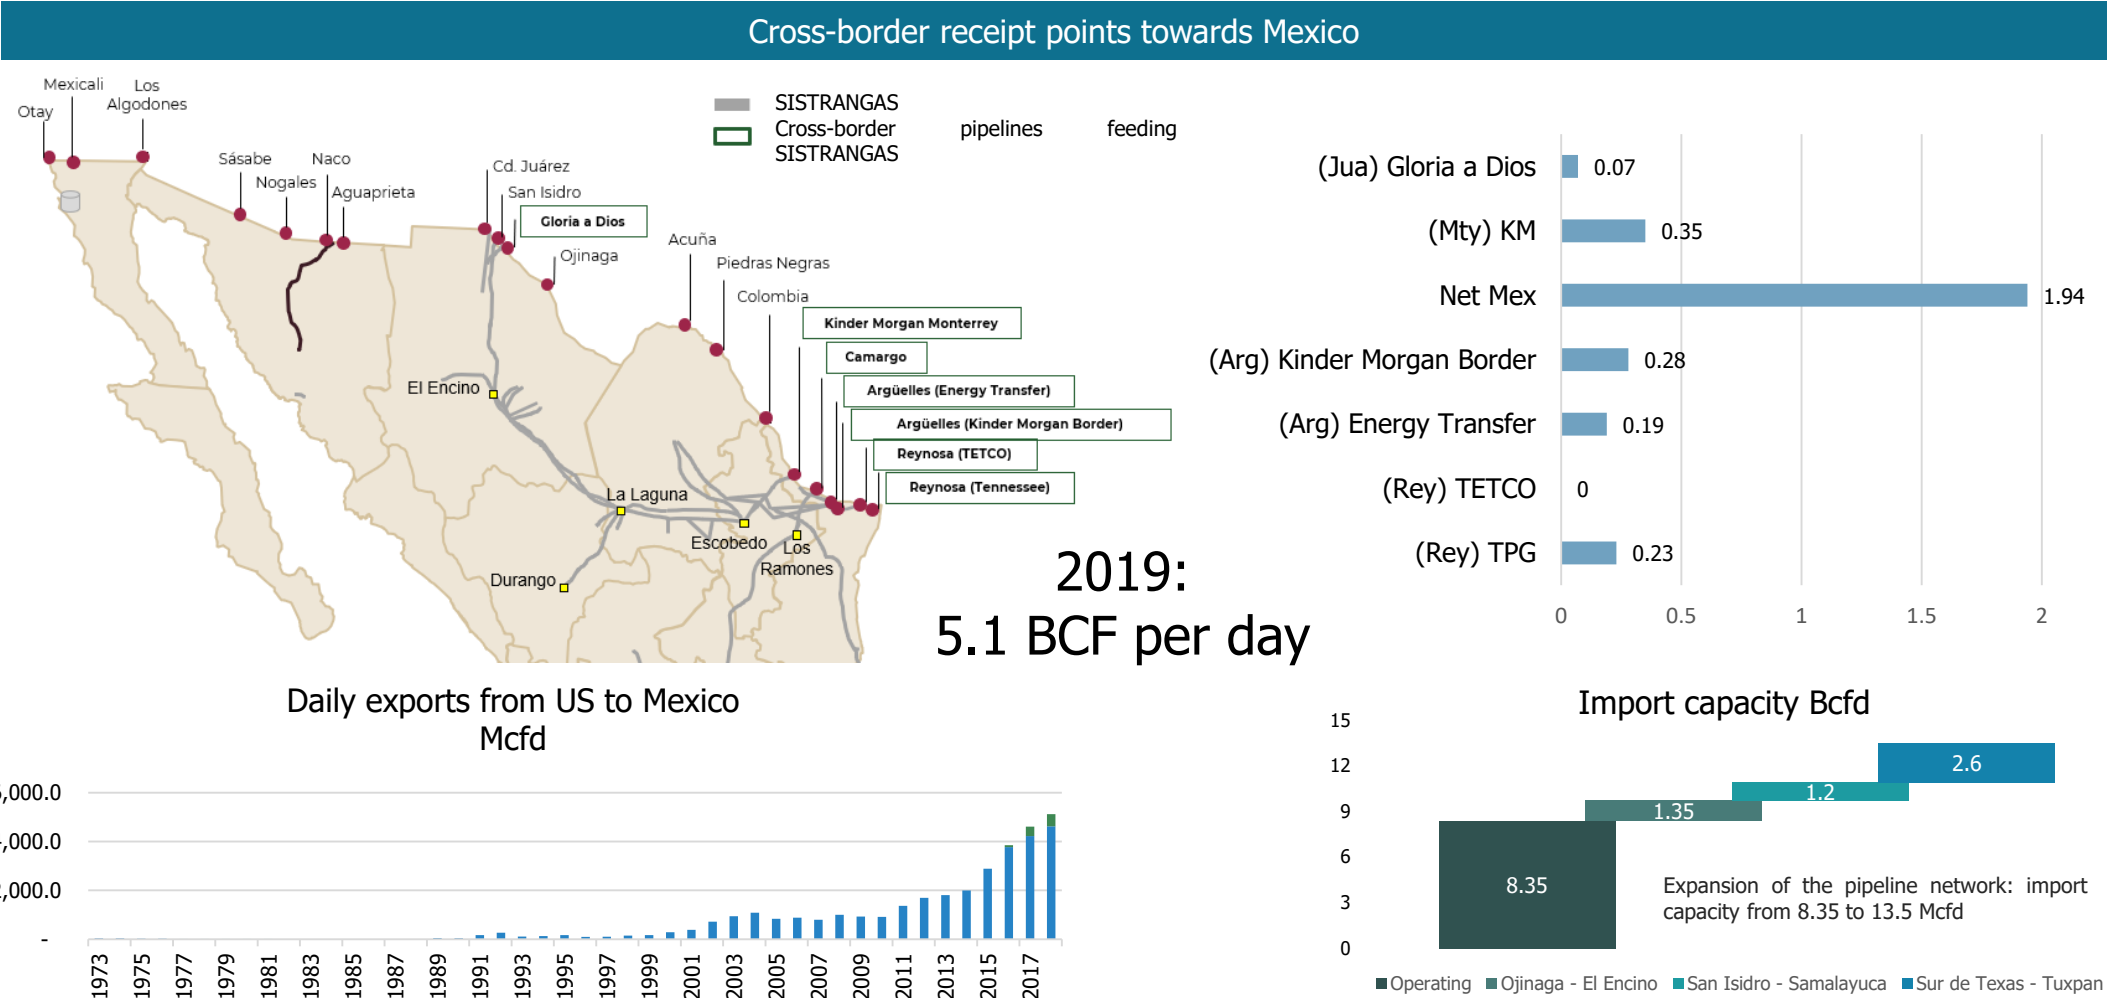 Cross-border receipt points towards Mexico
Mexicali
Los
Algodones
Otay
Sásabe
Naco
Nogales
Aguaprieta
Cd. Juárez
San Isidro
Gloria a Dios
Ojinaga
Acuña
Piedras Negras
Colombia
Kinder Morgan Monterrey
Camargo
Argüelles (Energy Transfer)
Argüelles (Kinder Morgan Border)
Reynosa (TETCO)
Reynosa (Tennessee)
El Encino
La Laguna
Escobedo
Los
Ramones
Durango
SISTRANGAS
Cross-border pipelines feeding
SISTRANGAS
2019:
5.1 BCF per day
(Jua) Gloria a Dios 0.07
(Mty) KM 0.35
Net Mex 1.94
(Arg) Kinder Morgan Border 0.28
(Arg) Energy Transfer 0.19
(Rey) TETCO 0
(Rey) TPG 0.23
0 0.5 1 1.5 2
Daily exports from US to Mexico
Mcfd
,000.0
,000.0
,000.0
-
1973 1975 1977 1979 1981 1983 1985 1987 1989 1991 1993 1995 1997 1999 2001 2003 2005 2007 2009 2011 2013 2015 2017
Import capacity Bcfd
15
12
9
6
3
0
2.6
1.2
1.35
8.35
Expansion of the pipeline network: import
capacity from 8.35 to 13.5 Mcfd
Operating Ojinaga - El Encino San Isidro - Samalayuca Sur de Texas - Tuxpan